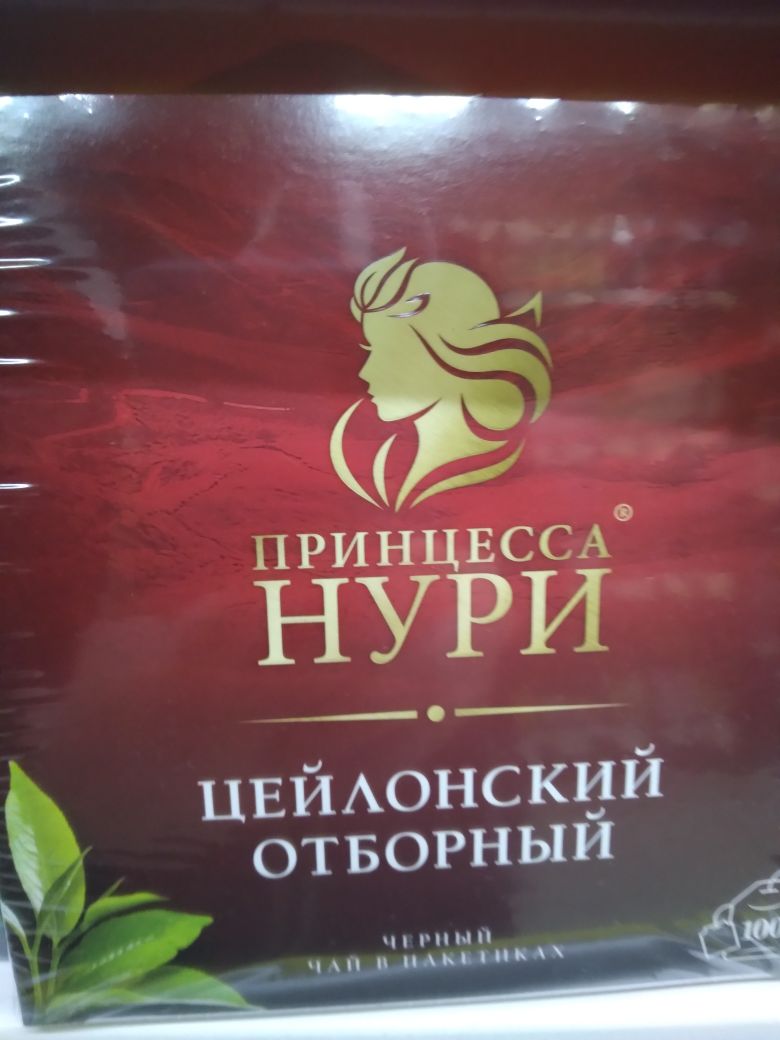 ПРИНЦЕССА®
НУРИ
ЦЕЙЛОНСКИЙ
ОТБОРНЫЙ
ЧЕРНЫЙ
ЧАЙ В ПАКЕТИКАХ
100